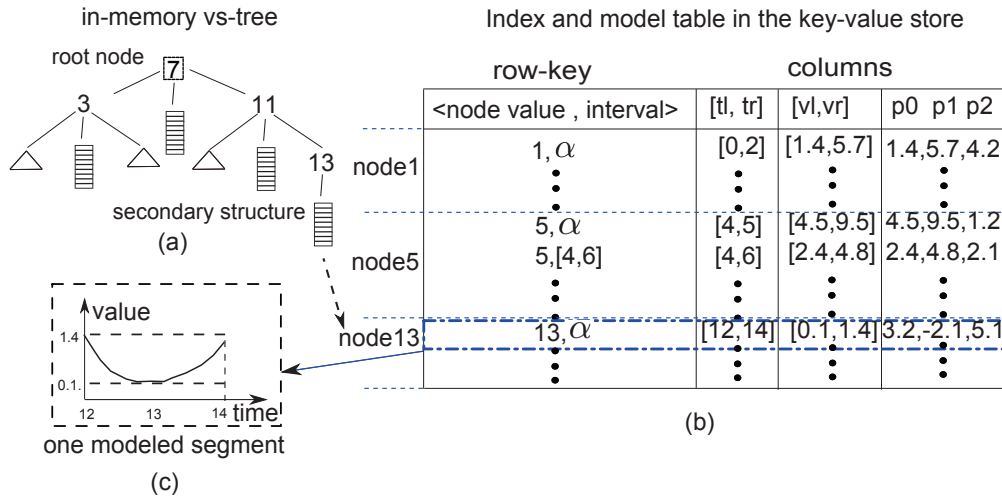 in-memory vs-tree
root node
7
3
11
13
secondary structure
(a)
Index and model table in the key-value store
row-key columns
<node value , interval> [tl, tr] [vl,vr] p0 p1 p2
node1 1, α [0,2] [1.4,5.7] 1.4,5.7,4.2
node5 5, α [4,5] [4.5,9.5] 4.5,9.5,1.2
5,[4,6] [4,6] [2.4,4.8] 2.4,4.8,2.1
node13 13, α [12,14] [0.1,1.4] 3.2,-2.1,5.1
(b)
value
1.4
0.1.
12 13 14 time
one modeled segment
(c)